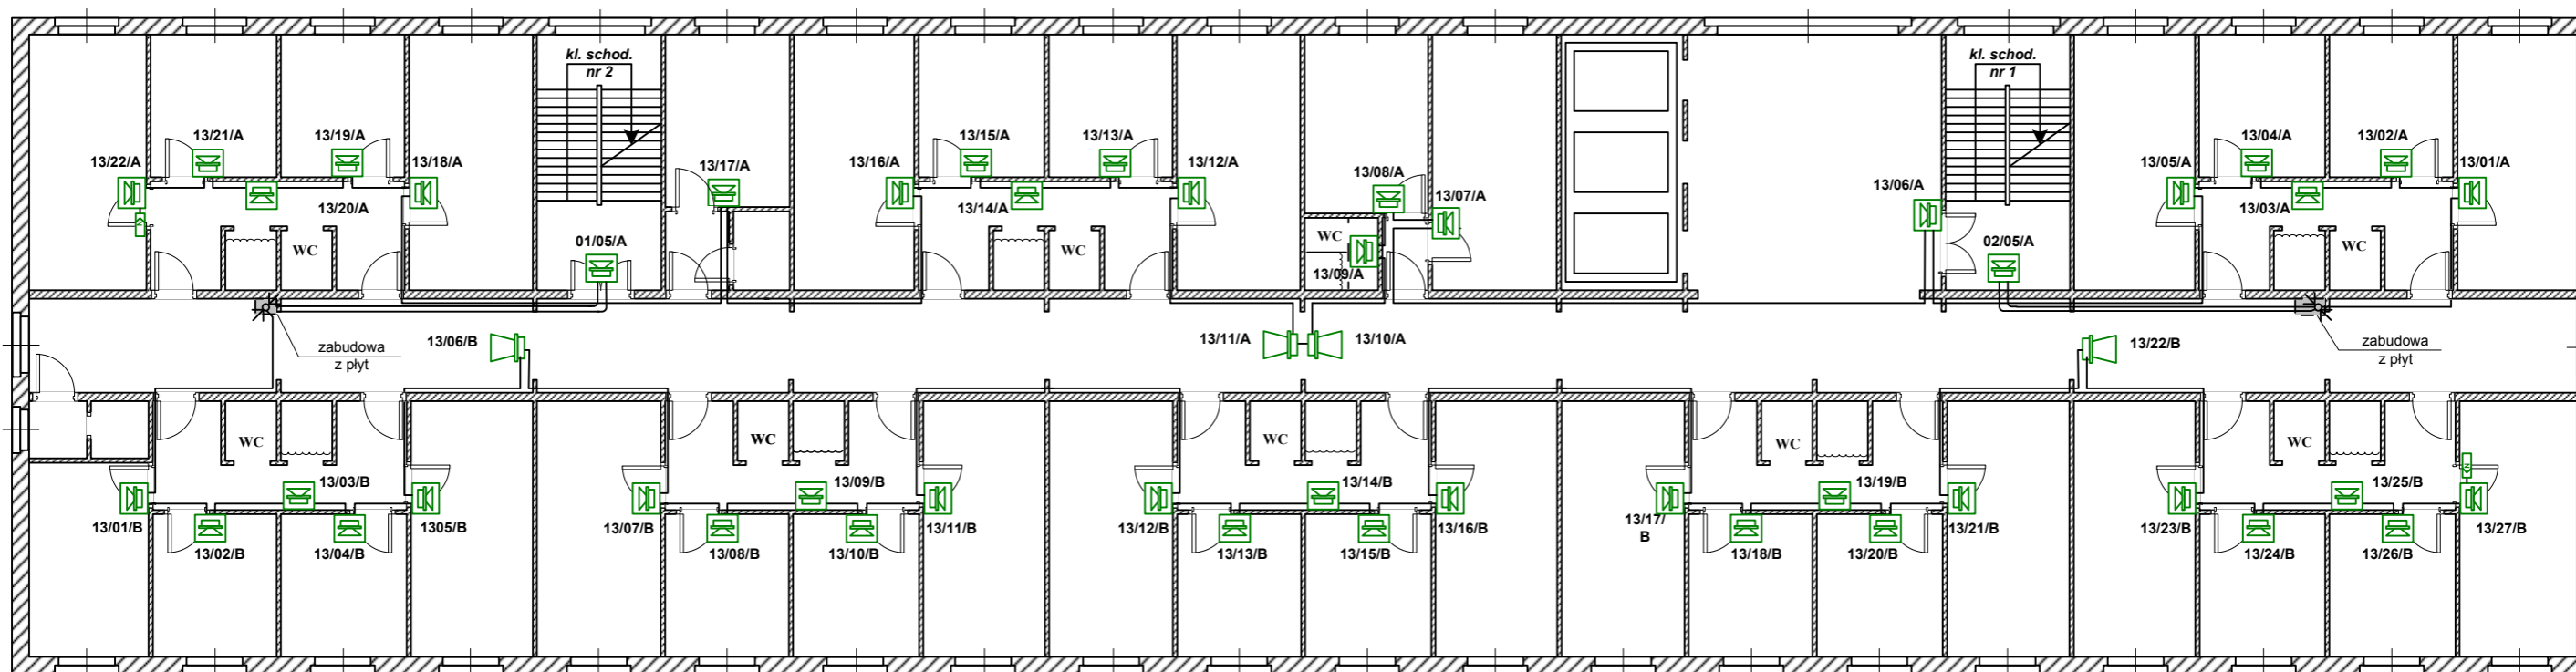 kl. schod.
nr 2
kl. schod.
nr 1
13/21/A
13/19/A
13/15/A
13/13/A
13/04/A
13/02/A
13/22/A
13/18/A
13/17/A
13/16/A
13/12/A
13/08/A
13/07/A
13/06/A
13/05/A
13/01/A
13/20/A
13/14/A
13/03/A
WC
01/05/A
WC
WC
13/09/A
02/05/A
WC
13/06/B
13/11/A
13/10/A
13/22/B
zabudowa
z płyt
zabudowa
z płyt
WC
WC
WC
WC
WC
13/03/B
13/09/B
13/14/B
13/19/B
13/25/B
13/01/B
1305/B
13/07/B
13/11/B
13/12/B
13/16/B
13/17/
B
13/21/B
13/23/B
13/27/B
13/02/B
13/04/B
13/08/B
13/10/B
13/13/B
13/15/B
13/18/B
13/20/B
13/24/B
13/26/B